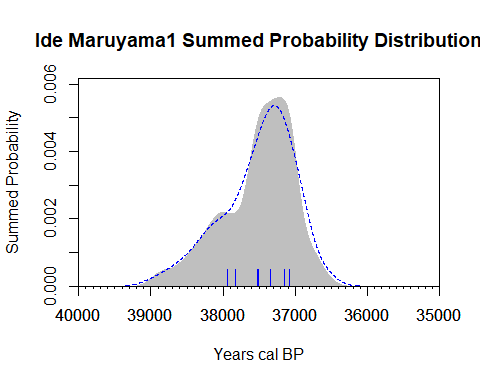 Ide Maruyama1 Summed Probability Distribution
Summed Probability
0.006
0.004
0.002
0.000
40000 39000 38000 37000 36000 35000
Years cal BP